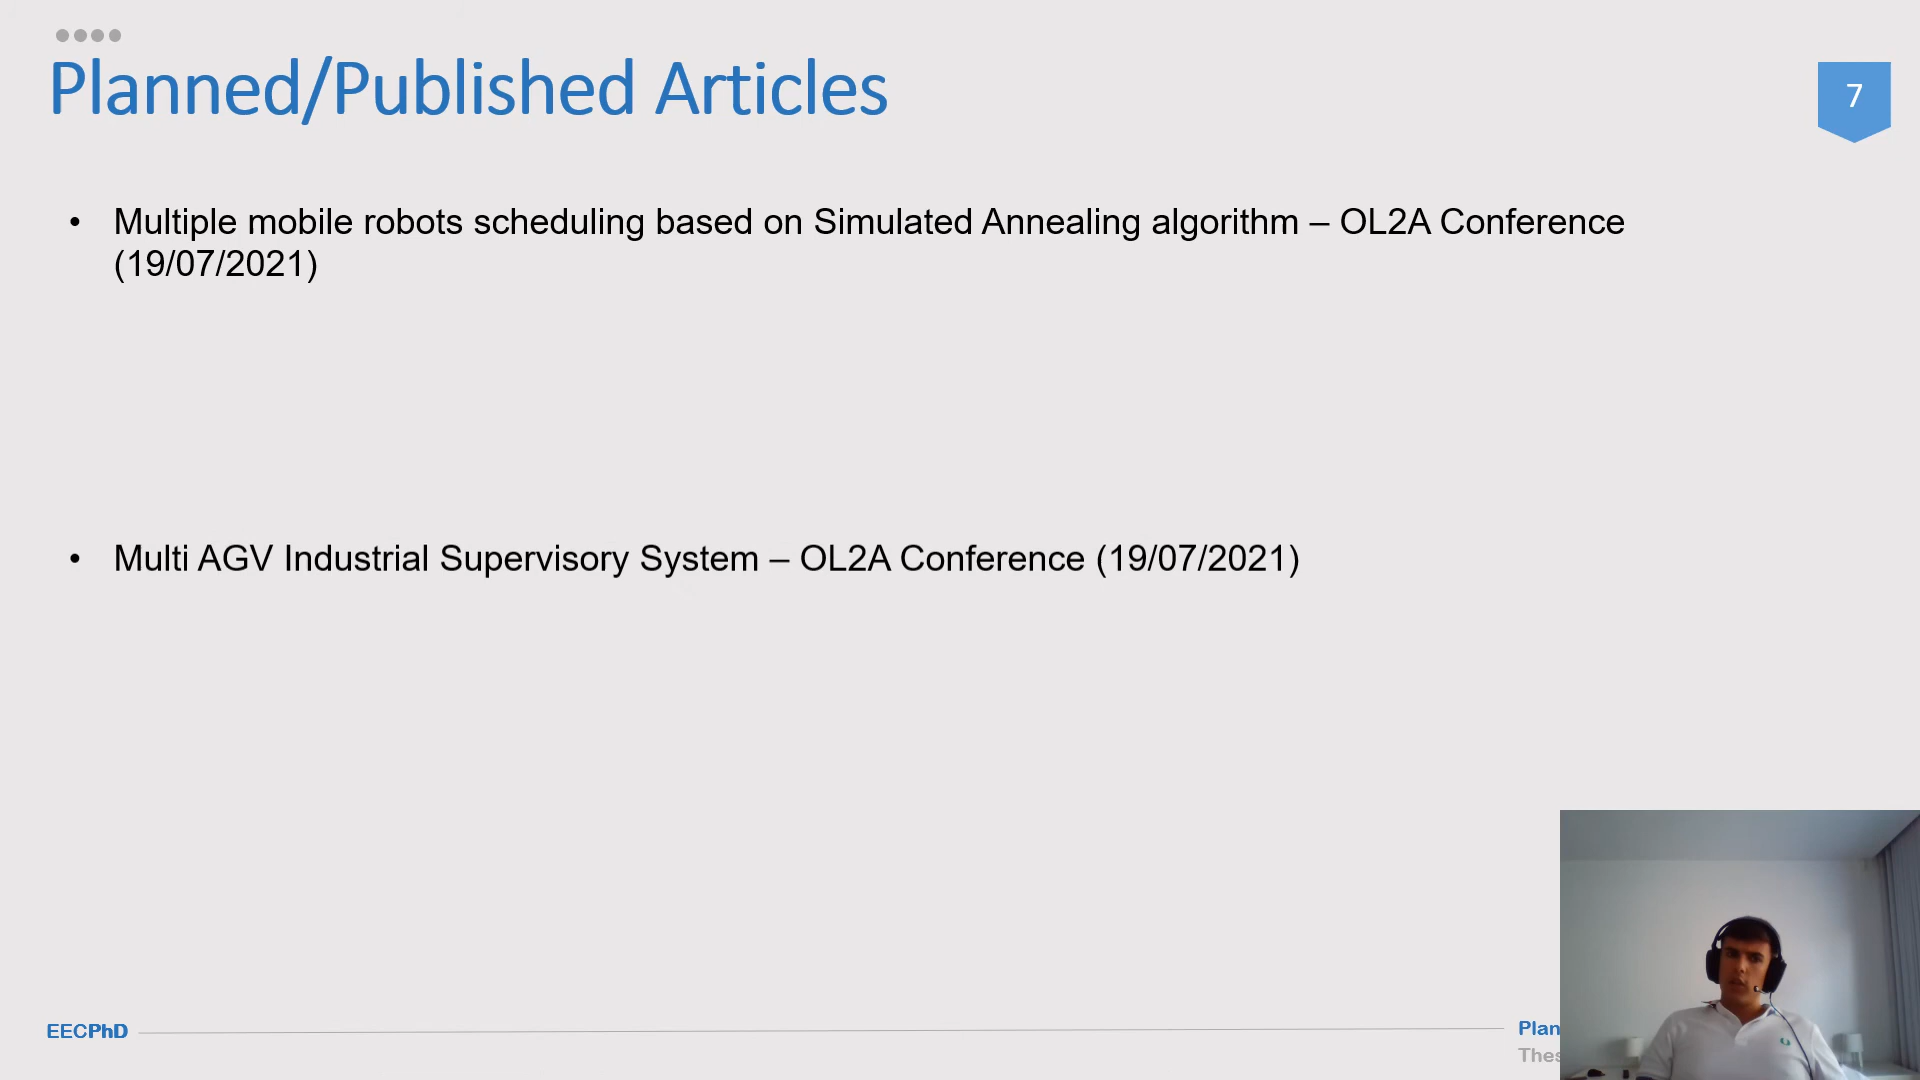 Planned/Published Articles
7
• Multiple mobile robots scheduling based on Simulated Annealing algorithm – OL2A Conference
(19/07/2021)
• Multi AGV Industrial Supervisory System – OL2A Conference (19/07/2021)
EECPhD